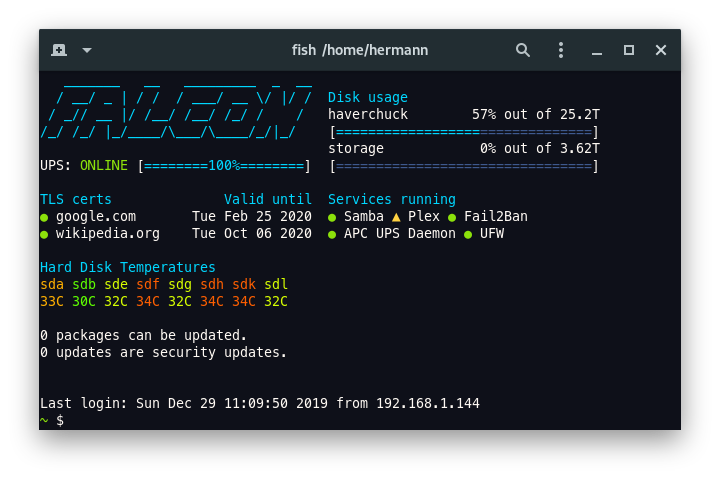 fish /home/hermann
Disk usage
haverchuck 57% out of 25.2T
[================================]
storage 0% out of 3.62T
UPS: ONLINE [========100%========] [================================]
TLS certs Valid until Services running
● google.com Tue Feb 25 2020 ● Samba ▲ Plex ● Fail2Ban
● wikipedia.org Tue Oct 06 2020 ● APC UPS Daemon ● UFW
Hard Disk Temperatures
sda sdb sde sdf sdg sdh sdk sdl
33C 30C 32C 34C 32C 34C 34C 32C
0 packages can be updated.
0 updates are security updates.
Last login: Sun Dec 29 11:09:50 2019 from 192.168.1.144
~ $